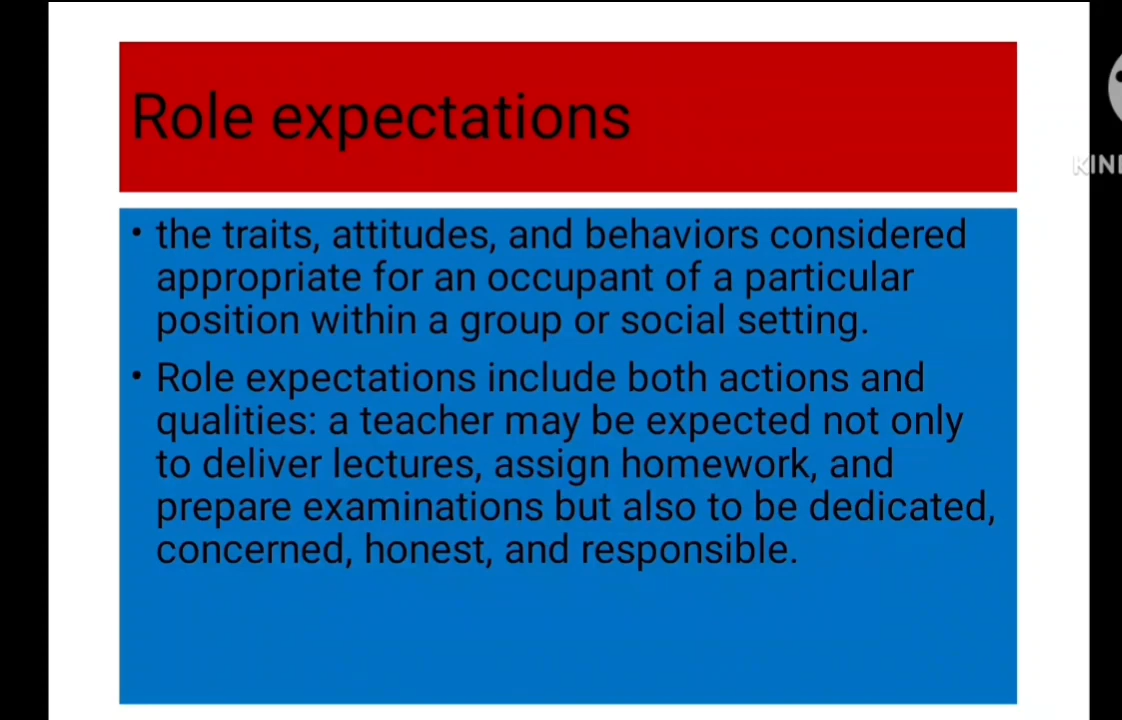 Role expectations
• the traits, attitudes, and behaviors considered
appropriate for an occupant of a particular
position within a group or social setting.
• Role expectations include both actions and
qualities: a teacher may be expected not only
to deliver lectures, assign homework, and
prepare examinations but also to be dedicated,
concerned, honest, and responsible.